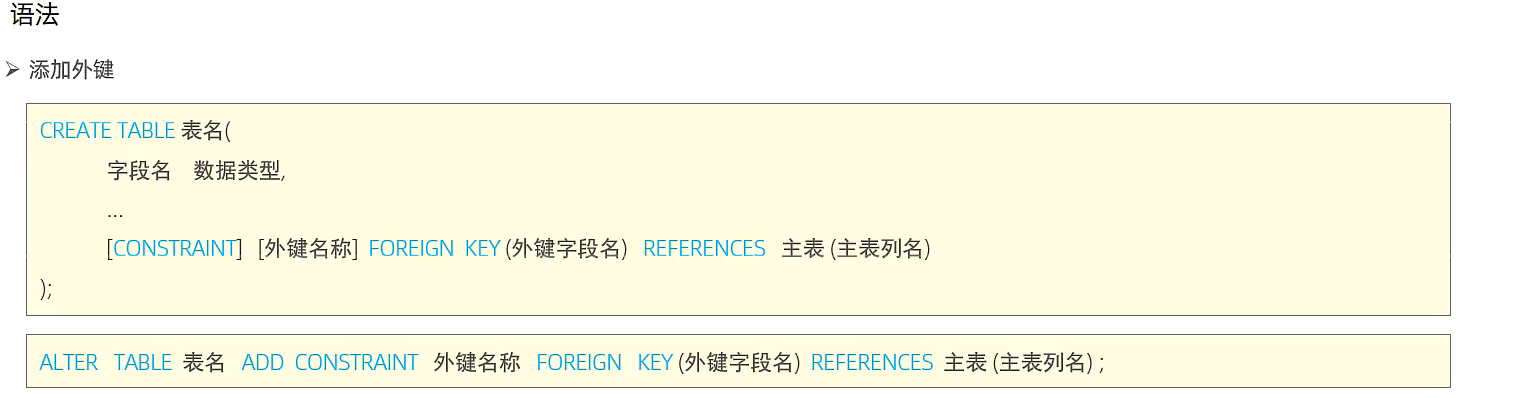 语法
➢ 添加外键
CREATE TABLE 表名(
字段名 数据类型,
...
[CONSTRAINT] [外键名称] FOREIGN KEY (外键字段名) REFERENCES 主表 (主表列名)
);
ALTER TABLE 表名 ADD CONSTRAINT 外键名称 FOREIGN KEY (外键字段名) REFERENCES 主表 (主表列名) ;